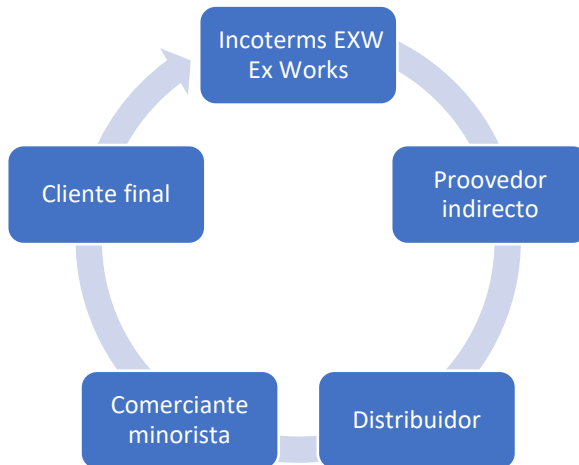 Incoterms EXW
Ex Works
Proovedor
indirecto
Distribuidor
Comerciante
minorista
Cliente final